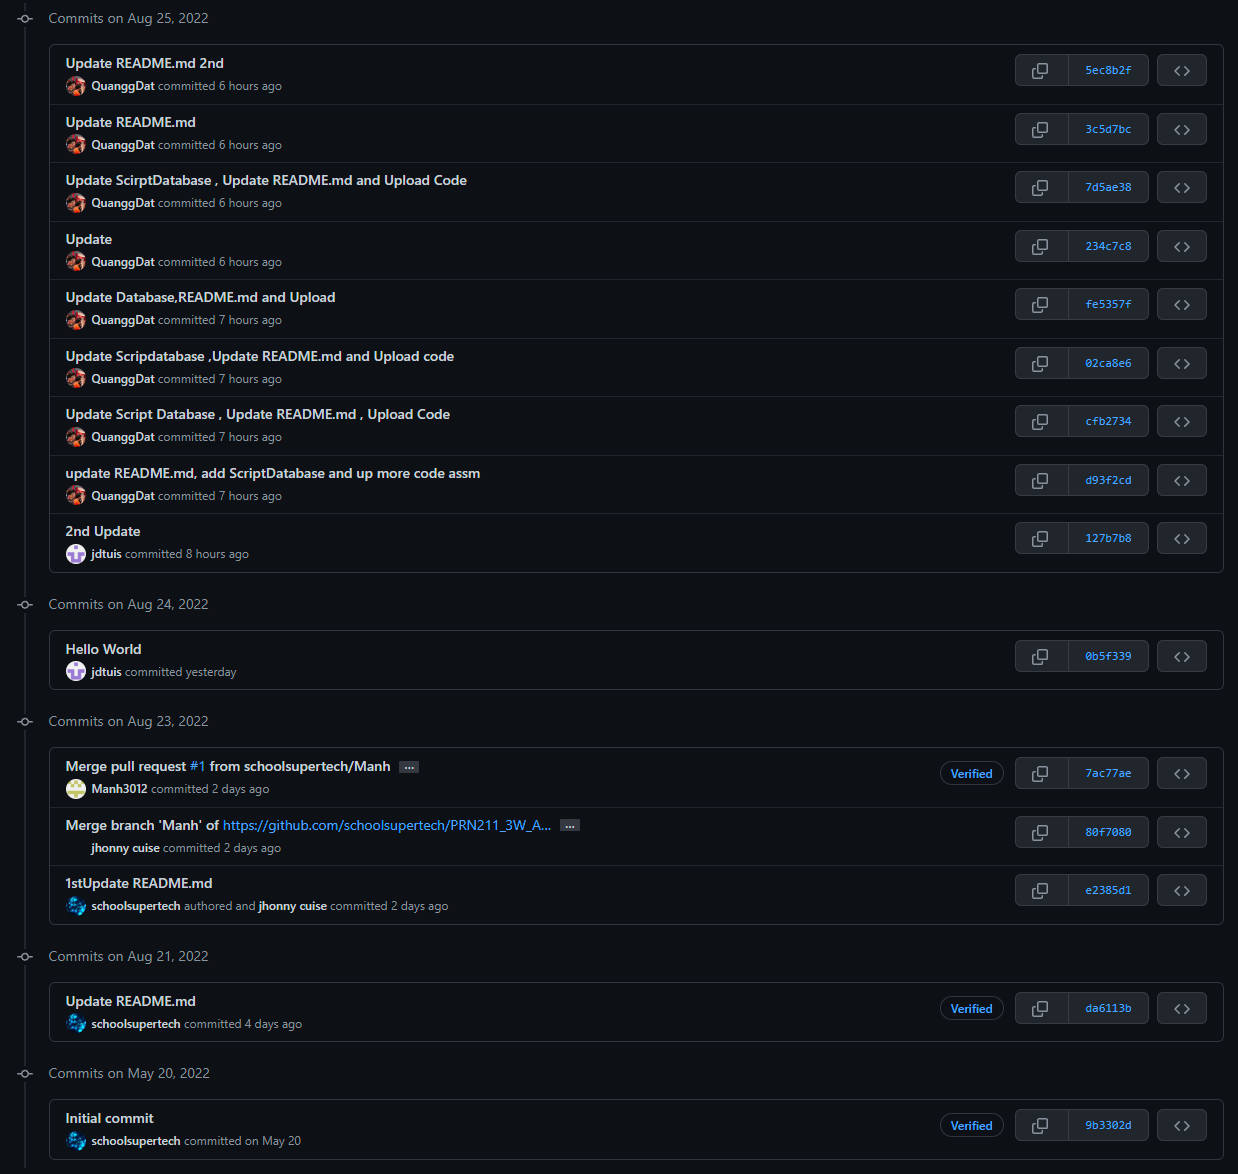 Commits on Aug 25, 2022
Update README.md 2nd
5ec8b2f
QuanggDat committed 6 hours ago
Update README.md
3c5d7bc
QuanggDat committed 6 hours ago
Update ScirptDatabase , Update README.md and Upload Code
7d5ae38
QuanggDat committed 6 hours ago
Update
234c7c8
QuanggDat committed 6 hours ago
Update Database,README.md and Upload
fe5357f
QuanggDat committed 7 hours ago
Update Scripdatabase ,Update README.md and Upload code
02ca8e6
QuanggDat committed 7 hours ago
Update Script Database , Update README.md , Upload Code
cfb2734
QuanggDat committed 7 hours ago
update README.md, add ScriptDatabase and up more code assm
d93f2cd
QuanggDat committed 7 hours ago
2nd Update
127b7b8
jdtuis committed 8 hours ago
Commits on Aug 24, 2022
Hello World
0b5f339
jdtuis committed yesterday
Commits on Aug 23, 2022
Merge pull request #1 from schoolsupertech/Manh ...
Verified 7ac77ae
Manh3012 committed 2 days ago
Merge branch 'Manh' of https://github.com/schoolsupertech/PRN211_3W_A... ...
80f7080
jhonny cuise committed 2 days ago
1stUpdate README.md
e2385d1
schoolsupertech authored and jhonny cuise committed 2 days ago
Commits on Aug 21, 2022
Update README.md
Verified da6113b
schoolsupertech committed 4 days ago
Commits on May 20, 2022
Initial commit
Verified 9b3302d
schoolsupertech committed on May 20